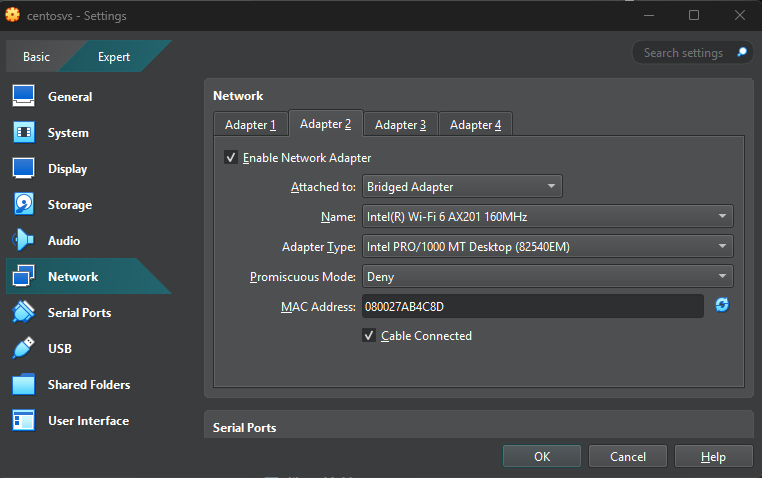 centosvs - Settings
Basic Expert Search settings
General
System
Display
Storage
Audio
Network
Serial Ports
USB
Shared Folders
User Interface
Network
Adapter 1 Adapter 2 Adapter 3 Adapter 4
Enable Network Adapter
Attached to: Bridged Adapter
Name: Intel(R) Wi-Fi 6 AX201 160MHz
Adapter Type: Intel PRO/1000 MT Desktop (82540EM)
Promiscuous Mode: Deny
MAC Address: 080027AB4C8D
Cable Connected
Serial Ports
OK Cancel Help